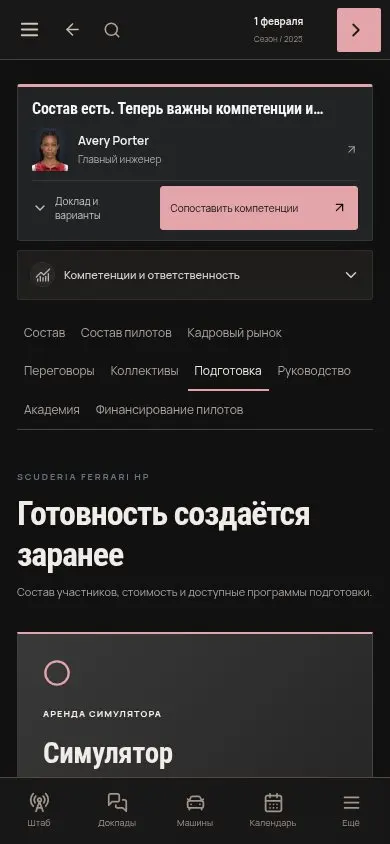 1 февраля
Сезон / 2025
Состав есть. Теперь важны компетенции и…
Avery Porter
Главный инженер
Доклад и
варианты
Сопоставить компетенции
Компетенции и ответственность
Состав Состав пилотов Кадровый рынок
Переговоры Коллективы Подготовка Руководство
Академия Финансирование пилотов
SCUDERIA FERRARI HP
Готовность создаётся
заранее
Состав участников, стоимость и доступные программы подготовки.
АРЕНДА СИМУЛЯТОРА
Симулятор
Штаб Доклады Машины Календарь Ещё